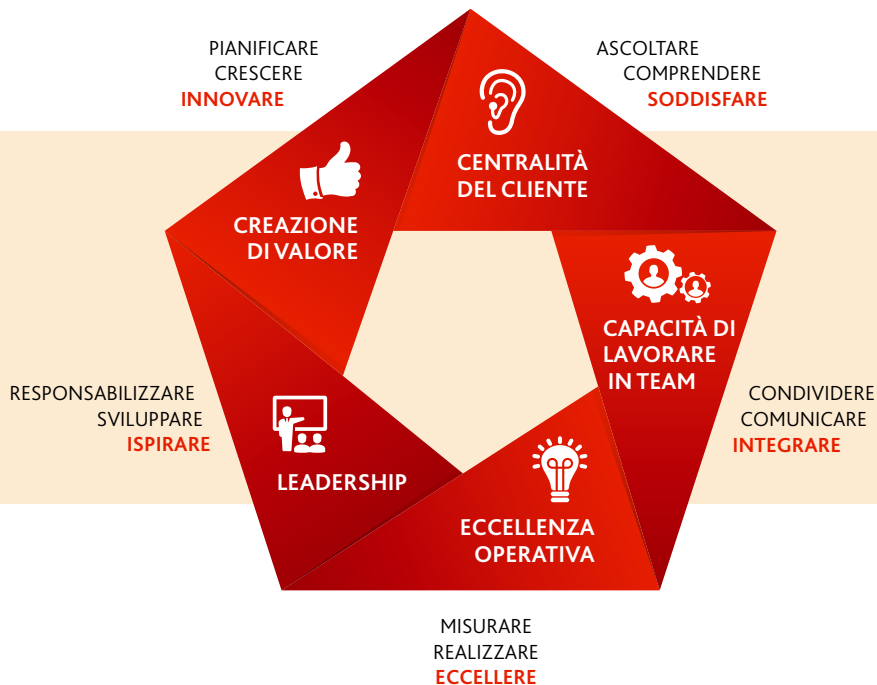 PIANIFICARE
CRESCERE
INNOVARE
ASCOLTARE
COMPRENDERE
SODDISFARE
CENTRALITÀ
DEL CLIENTE
CREAZIONE
DI VALORE
CAPACITÀ DI
LAVORARE
IN TEAM
RESPONSABILIZZARE
SVILUPPARE
ISPIRARE
CONDIVIDERE
COMUNICARE
INTEGRARE
LEADERSHIP
ECCELLENZA
OPERATIVA
MISURARE
REALIZZARE
ECCELLERE